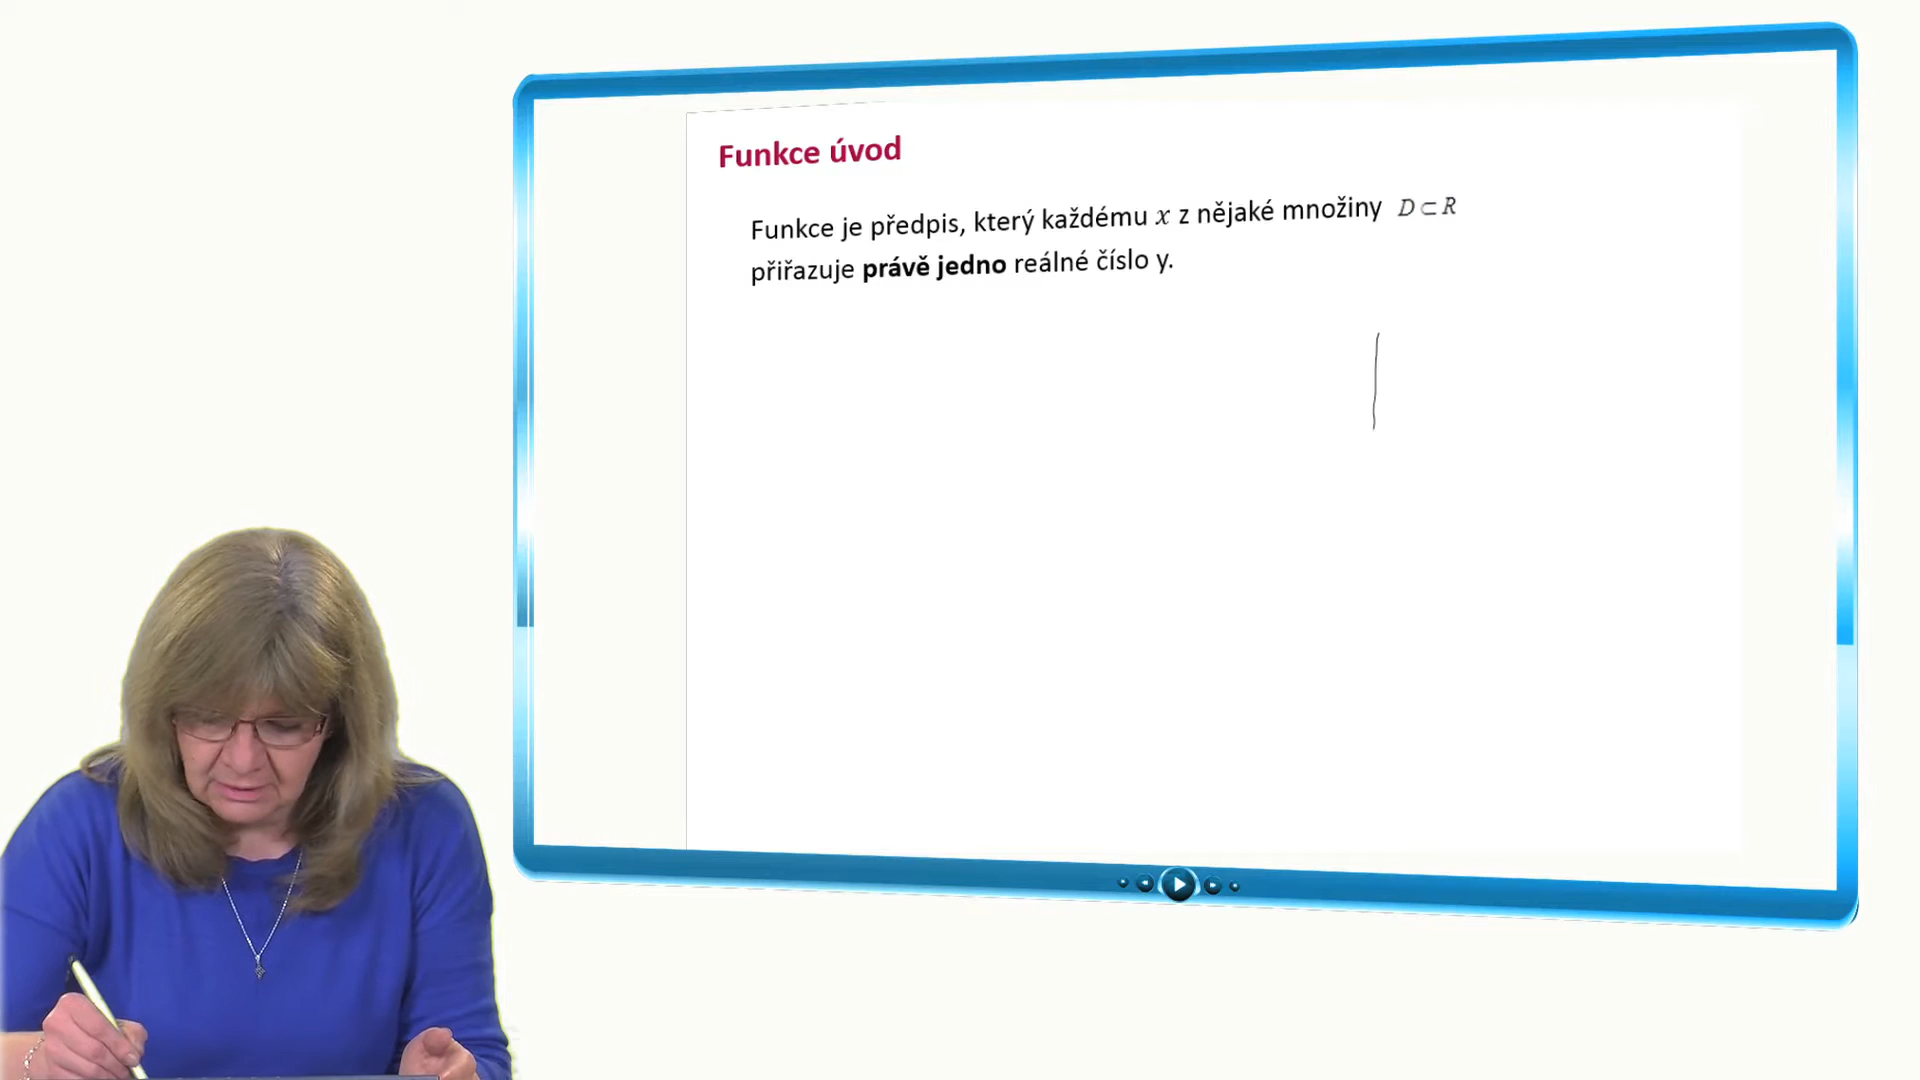 Funkce úvod
Funkce je předpis, který každému x z nějaké množiny D ⊂ R
přiřazuje právě jedno reálné číslo y.